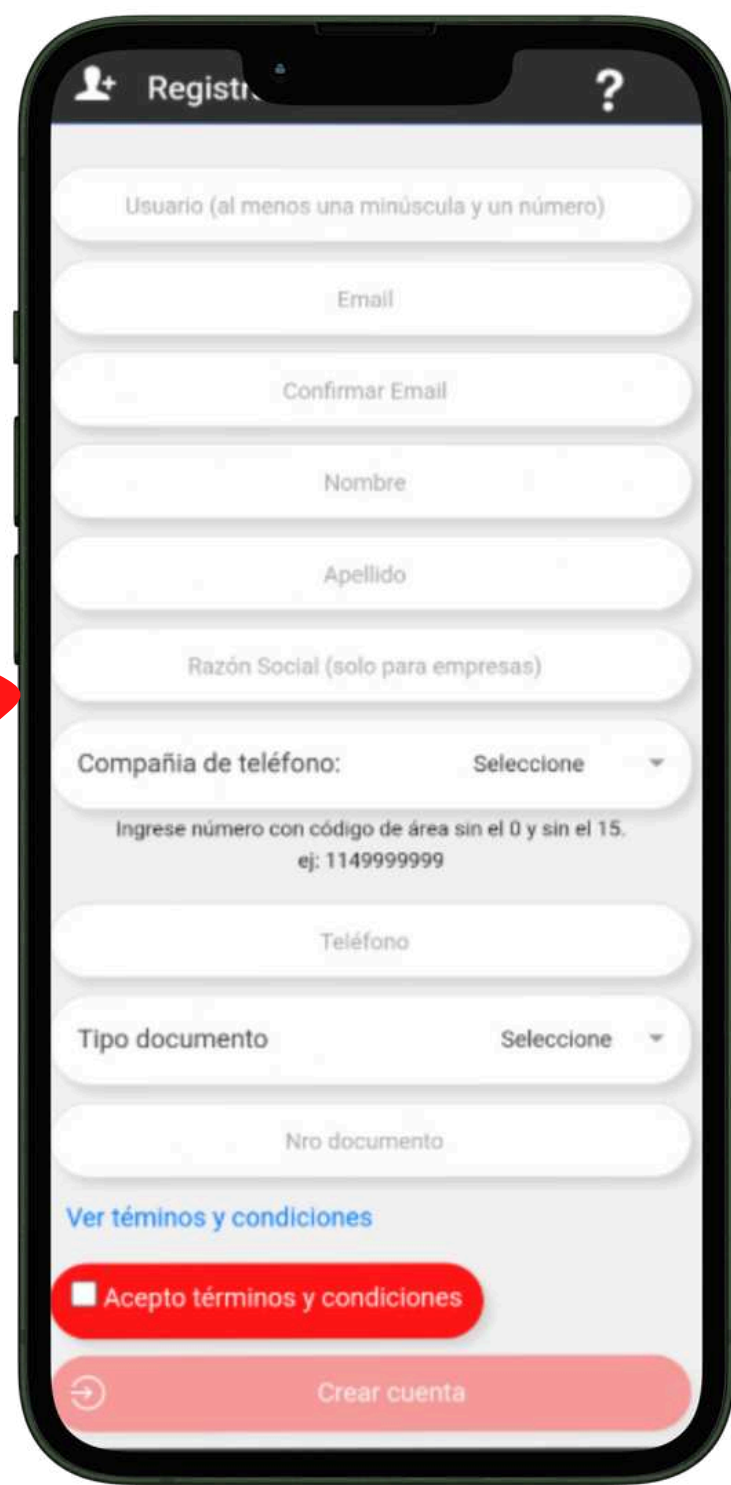 Usuario (al menos una minúscula y un número)
Email
Confirmar Email
Nombre
Apellido
Razón Social (solo para empresas)
Compañia de teléfono: Seleccione
Ingrese número con código de área sin el 0 y sin el 15.
ej: 1149999999
Teléfono
Tipo documento Seleccione
Nro documento
Ver téminos y condiciones
Acepto términos y condiciones
Crear cuenta